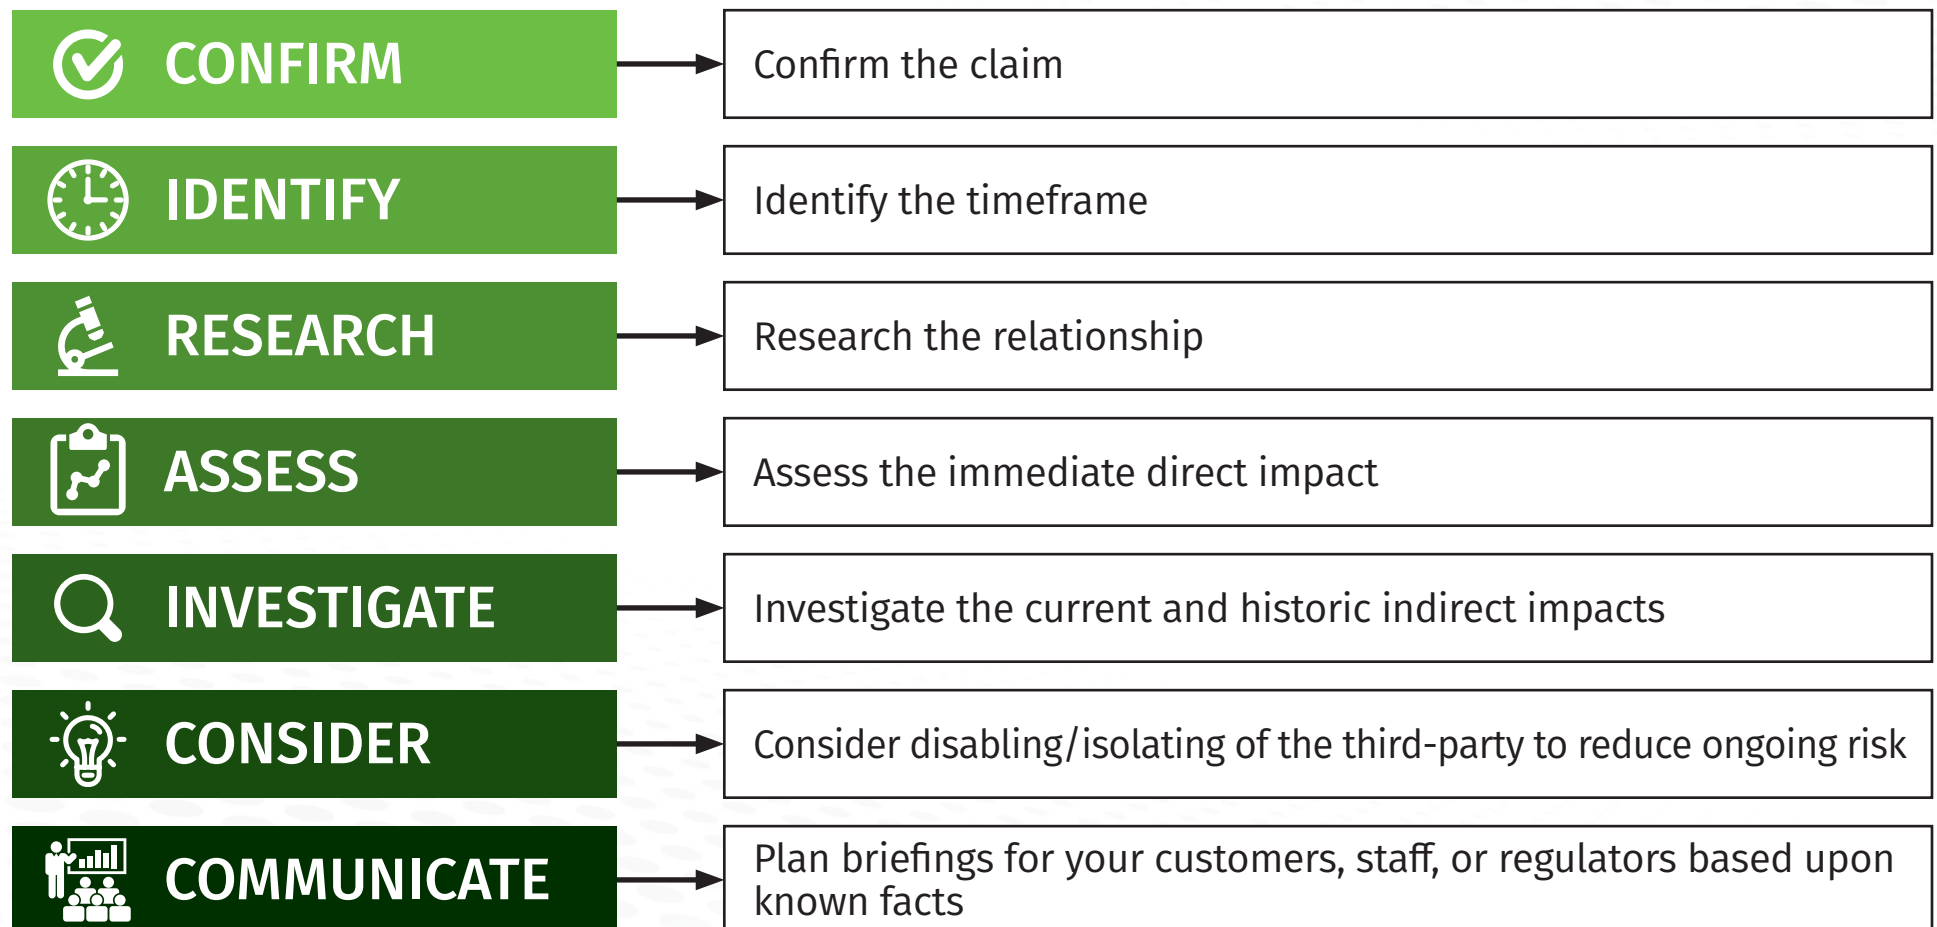 CONFIRM
Confirm the claim
IDENTIFY
Identify the timeframe
RESEARCH
Research the relationship
ASSESS
Assess the immediate direct impact
INVESTIGATE
Investigate the current and historic indirect impacts
CONSIDER
Consider disabling/isolating of the third-party to reduce ongoing risk
COMMUNICATE
Plan briefings for your customers, staff, or regulators based upon
known facts